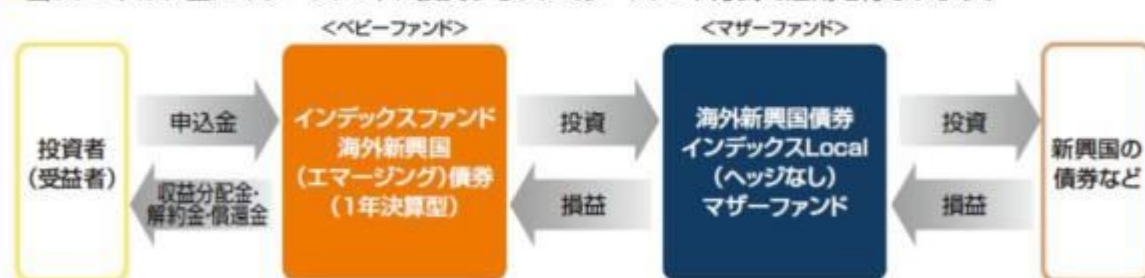 <ベビーファンド>
<マザーファンド>
投資者
(受益者)
申込金
収益分配金・
解約金・償還金
インデックスファンド
海外新興国
(エマージング)債券
(1年決算型)
投資
損益
海外新興国債券
インデックスLocal
(ヘッジなし)
マザーファンド
投資
損益
新興国の
債券など